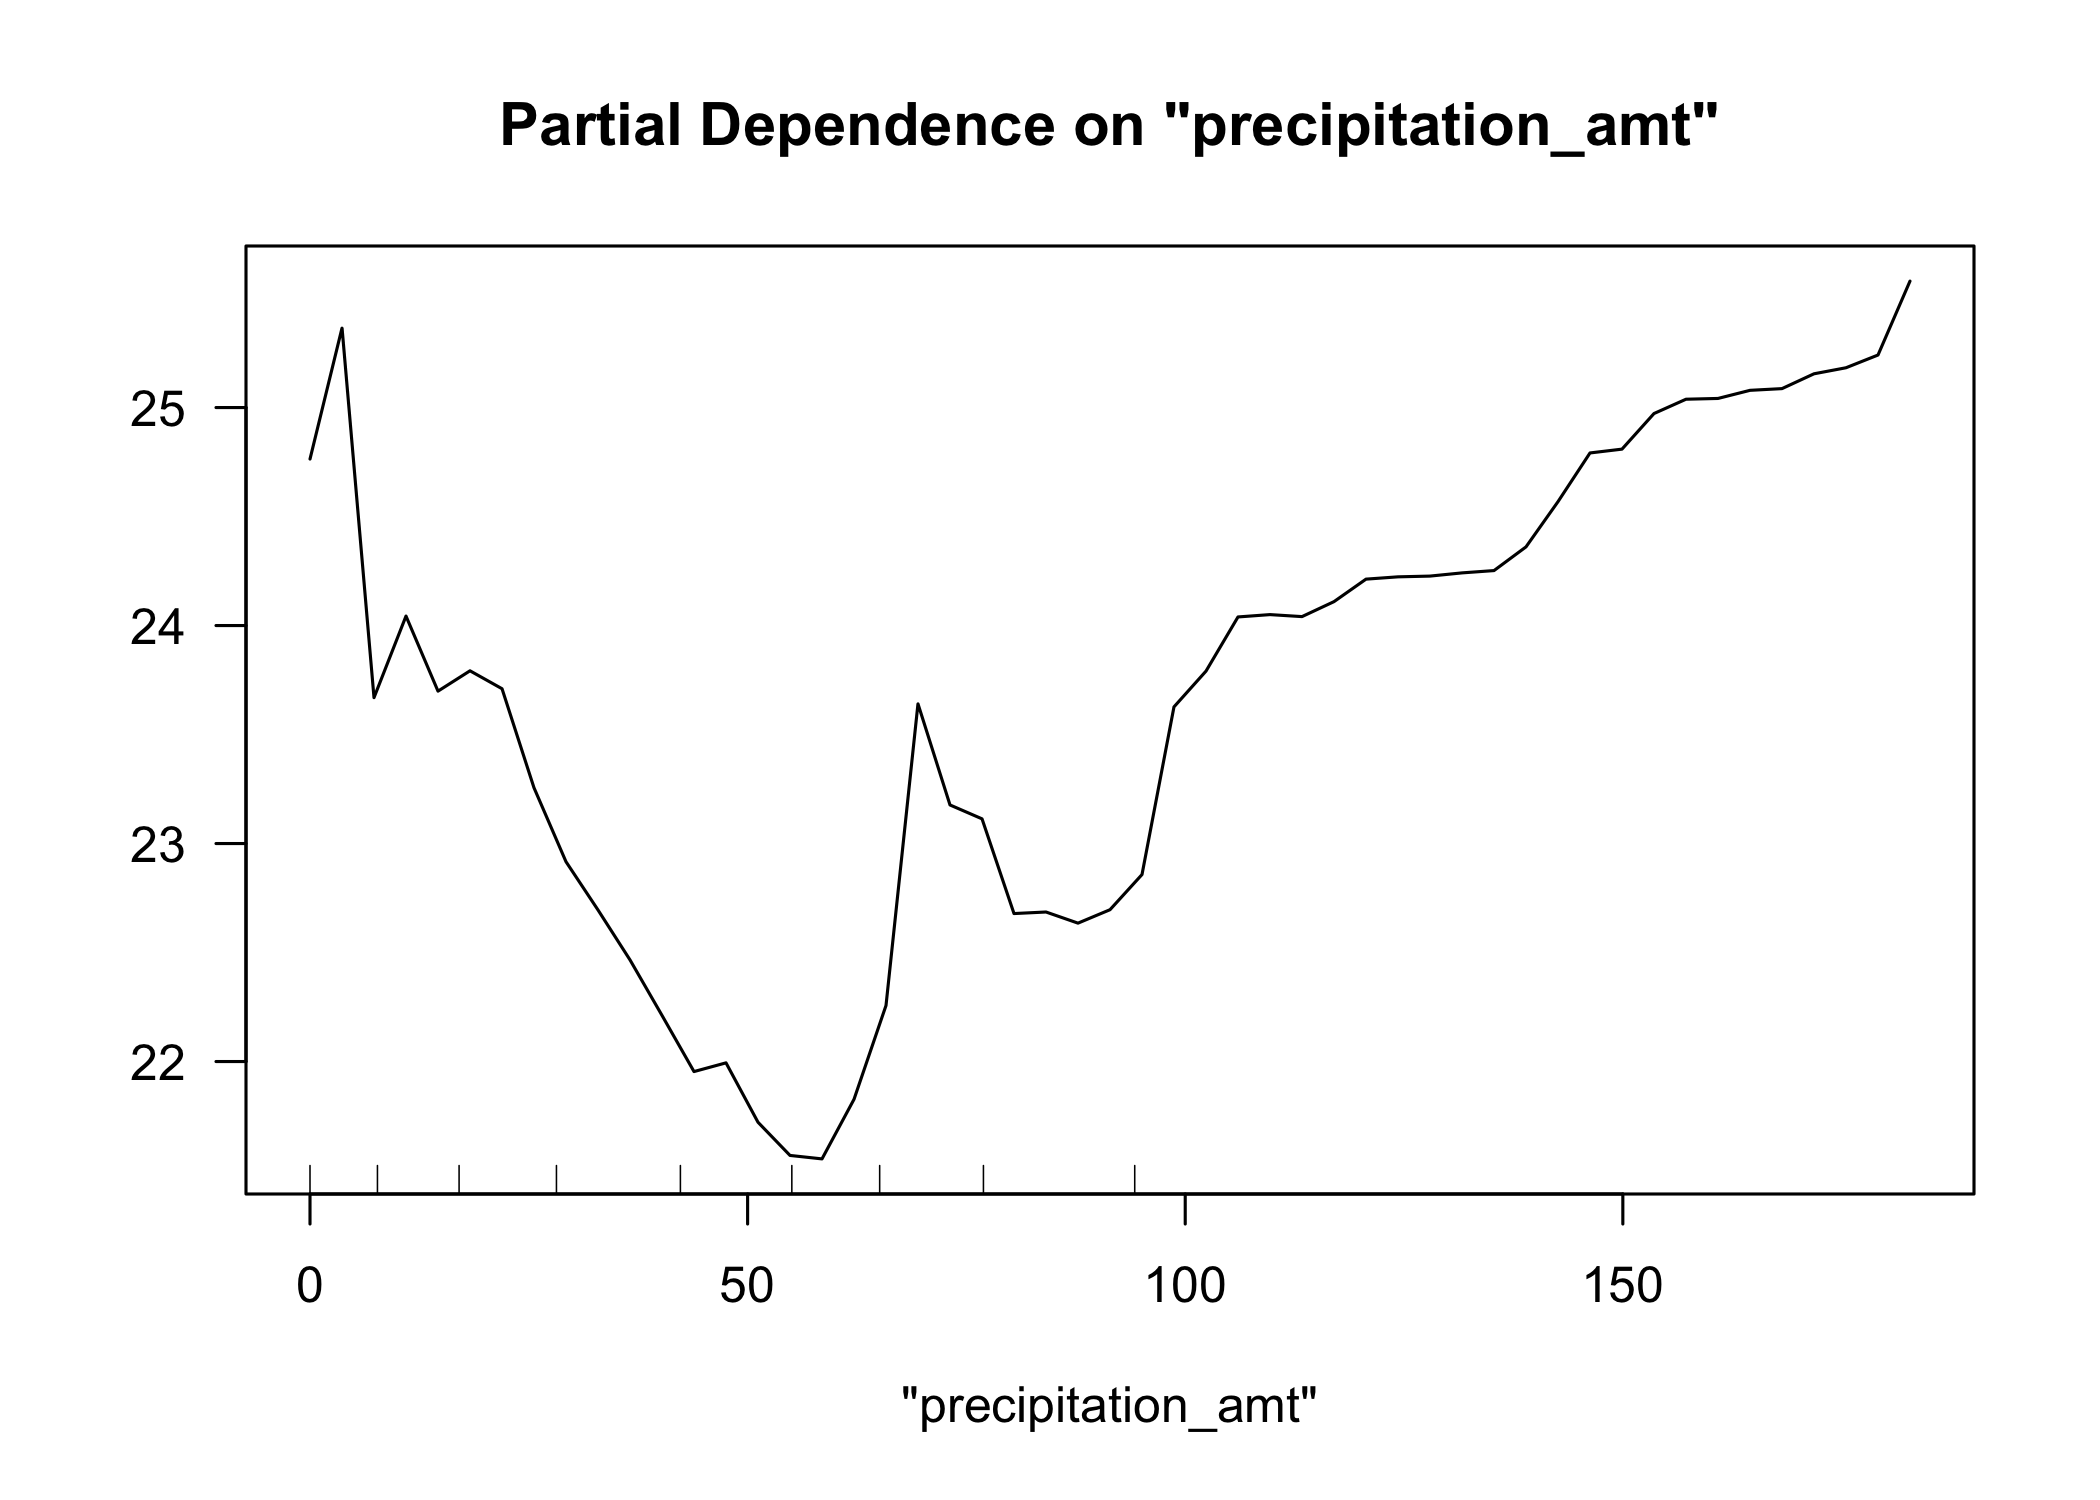 Partial Dependence on "precipitation_amt"
25
24
23
22
0 50 100 150
"precipitation_amt"